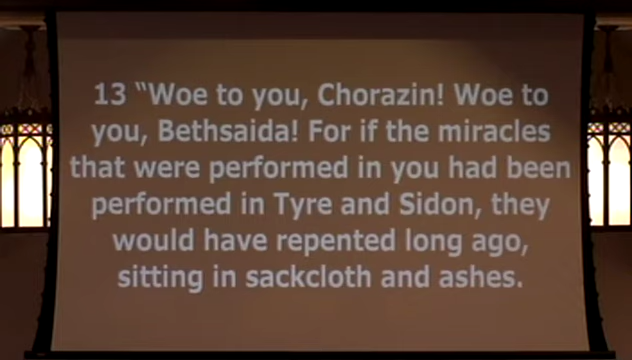 13 “Woe to you, Chorazin! Woe to
you, Bethsaida! For if the miracles
that were performed in you had been
performed in Tyre and Sidon, they
would have repented long ago,
sitting in sackcloth and ashes.